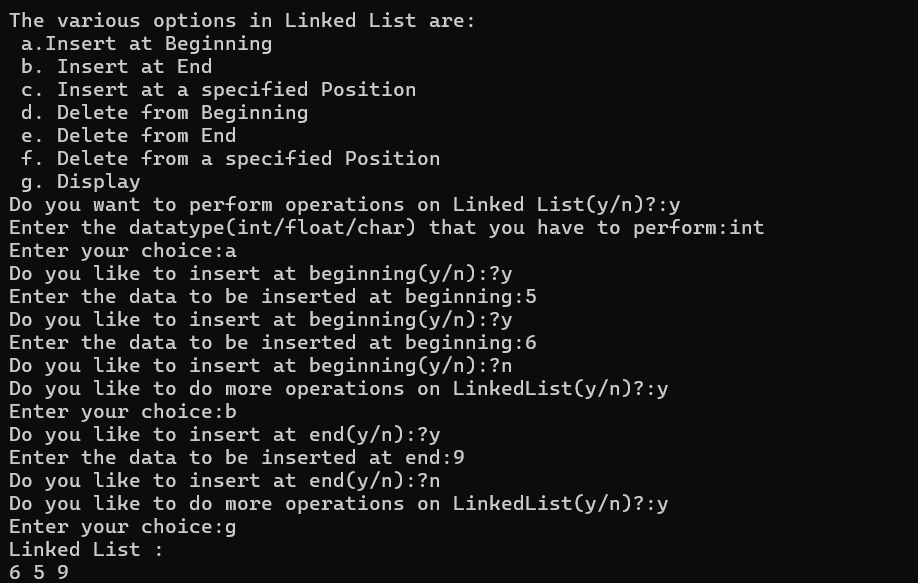 The various options in Linked List are:
 a.Insert at Beginning
 b. Insert at End
 c. Insert at a specified Position
 d. Delete from Beginning
 e. Delete from End
 f. Delete from a specified Position
 g. Display
Do you want to perform operations on Linked List(y/n)?:y
Enter the datatype(int/float/char) that you have to perform:int
Enter your choice:a
Do you like to insert at beginning(y/n):?y
Enter the data to be inserted at beginning:5
Do you like to insert at beginning(y/n):?y
Enter the data to be inserted at beginning:6
Do you like to insert at beginning(y/n):?n
Do you like to do more operations on LinkedList(y/n)?:y
Enter your choice:b
Do you like to insert at end(y/n):?y
Enter the data to be inserted at end:9
Do you like to insert at end(y/n):?n
Do you like to do more operations on LinkedList(y/n)?:y
Enter your choice:g
Linked List :
6 5 9